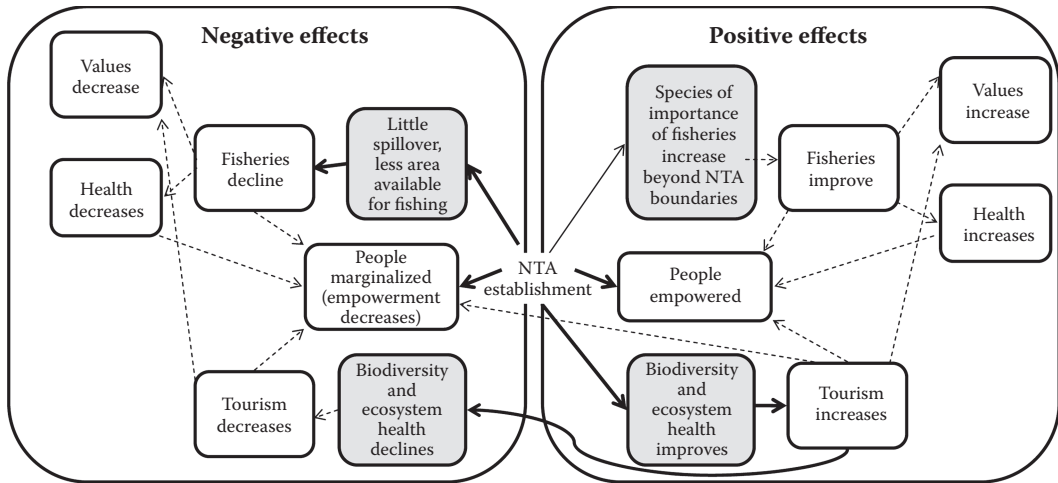 Negative effects
Values
decrease
Health
decreases
Fisheries
decline
Little
spillover,
less area
available
for fishing
People
marginalized
(empowerment
decreases)
Tourism
decreases
Biodiversity
and
ecosystem
health
declines
NTA
establishment
Positive effects
Species of
importance
of fisheries
increase
beyond NTA
boundaries
Fisheries
improve
Values
increase
Health
increases
People
empowered
Biodiversity
and
ecosystem
health
improves
Tourism
increases